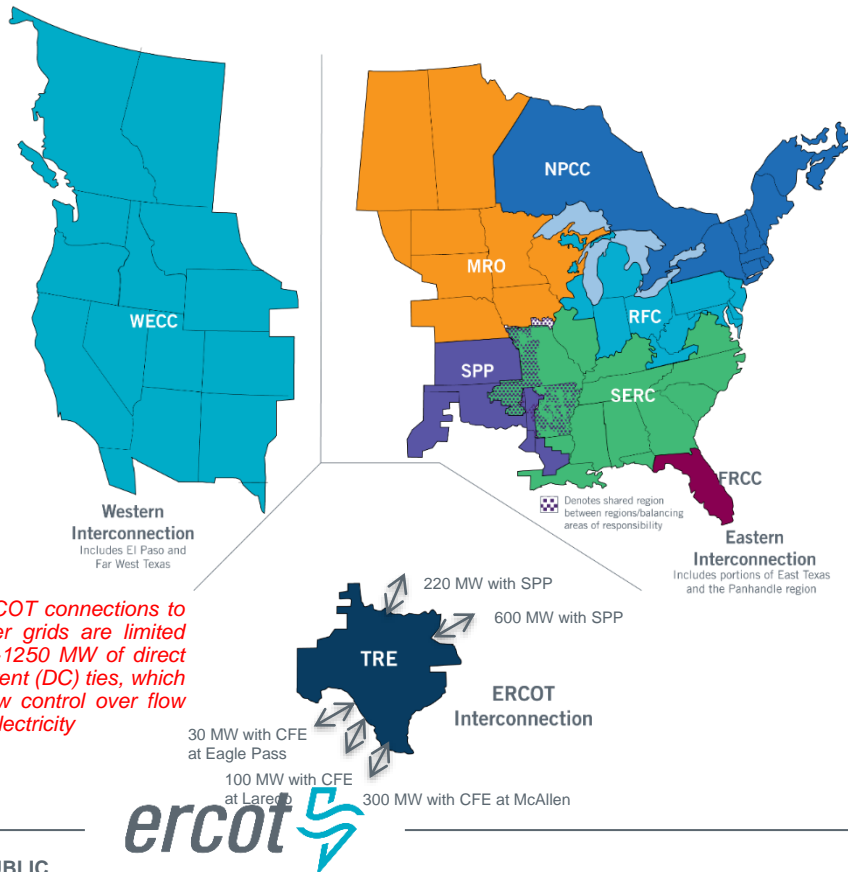 NPCC
MRO
WECC
RFC
SPP
SERC
FRCC
Denotes shared region
between regions/balancing
areas of responsibility
Western
Interconnection
Includes El Paso and
Far West Texas
Eastern
Interconnection
Includes portions of East Texas
and the Panhandle region
COT connections to
er grids are limited
-1250 MW of direct
ent (DC) ties, which
w control over flow
lectricity
220 MW with SPP
600 MW with SPP
TRE
ERCOT
Interconnection
30 MW with CFE
at Eagle Pass
100 MW with CFE
at Laredo
300 MW with CFE at McAllen
ercot
UBLIC